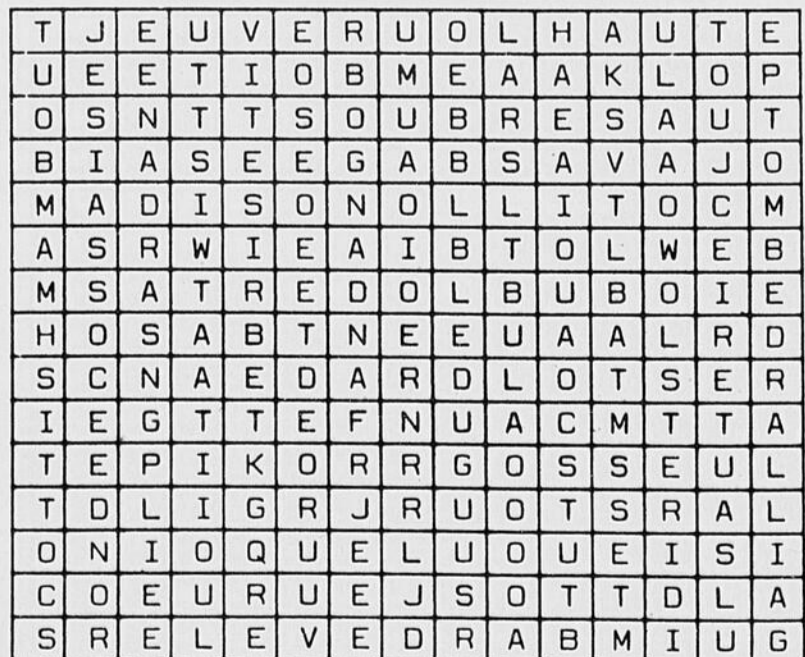 T J E U V E R U O L H A U T E
U E E T I O B M E A A K L O P
O S N T T S O U B R E S A U T
B I A S E E G A B S A V A J O
M A D I S O N O L L I T O C M
A S R W I E A I B T O L W E B
M S A T R E D O L B U B O I E
H O S A B T N E E U A A L R D
S C N A E D A R D L O T S E R
I E G T T E F N U A C M T T A
T E P I K O R R G O S S E U L
T D L I G R J R U O T S R A L
O N I O Q U E L U O U E I S I
C O E U R U E J S O T T D L A
S R E L E V E D R A B M I U G